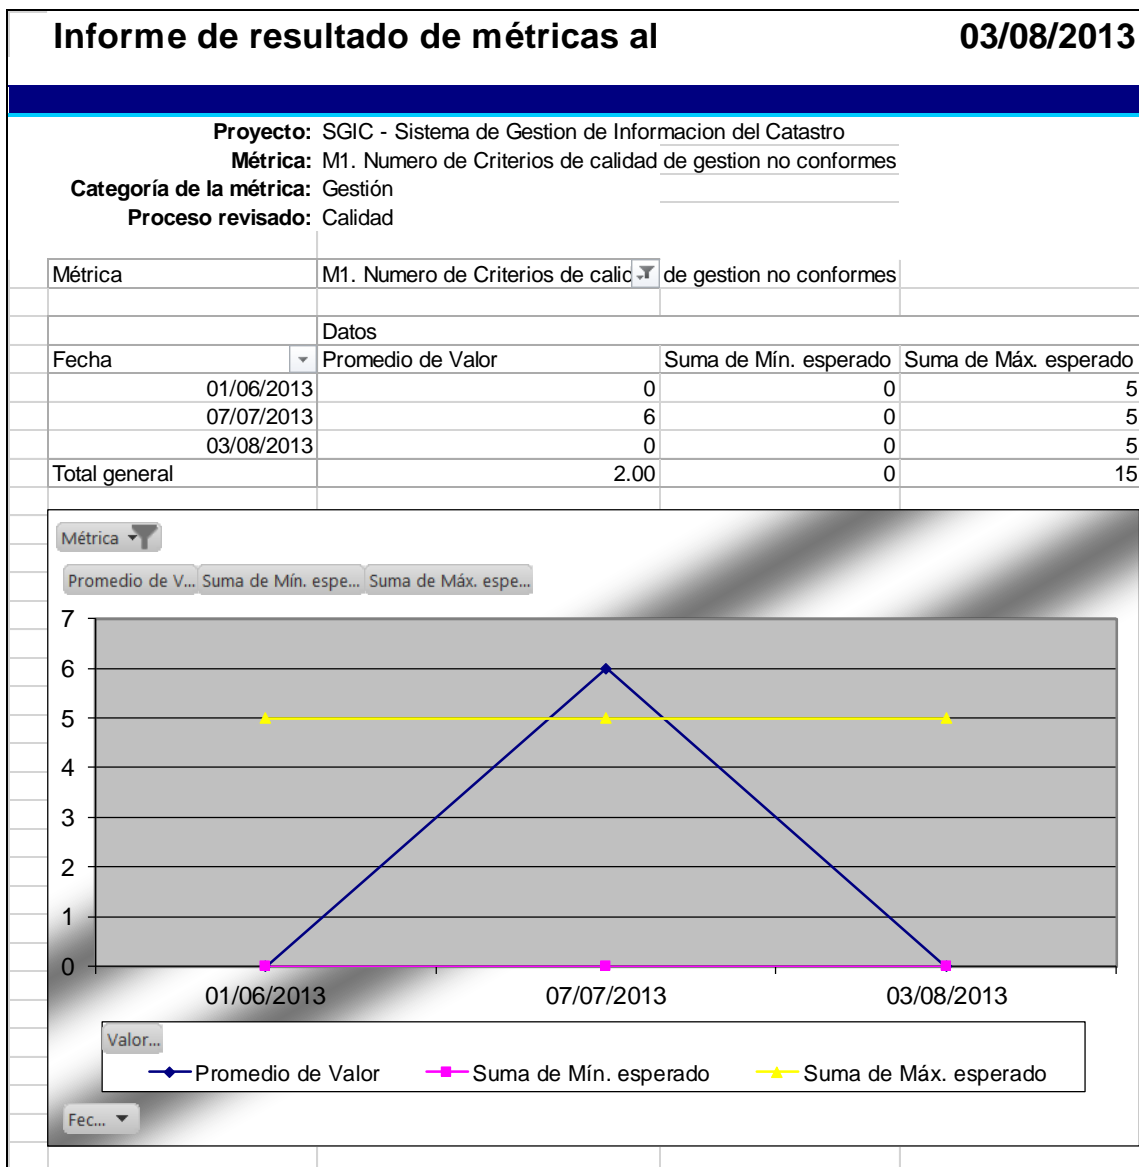 Informe de resultado de métricas al 03/08/2013
Proyecto: SGIC - Sistema de Gestion de Informacion del Catastro
Métrica: M1. Numero de Criterios de calidad de gestion no conformes
Categoría de la métrica: Gestión
Proceso revisado: Calidad
Métrica M1. Numero de Criterios de calid de gestion no conformes
Datos
Fecha Promedio de Valor Suma de Mín. esperado Suma de Máx. esperado
01/06/2013 0 0 5
07/07/2013 6 0 5
03/08/2013 0 0 5
Total general 2.00 0 15
Métrica
Promedio de V... Suma de Mín. espe... Suma de Máx. espe...
7
6
5
4
3
2
1
0
01/06/2013 07/07/2013 03/08/2013
Valor...
Promedio de Valor Suma de Mín. esperado Suma de Máx. esperado
Fec...